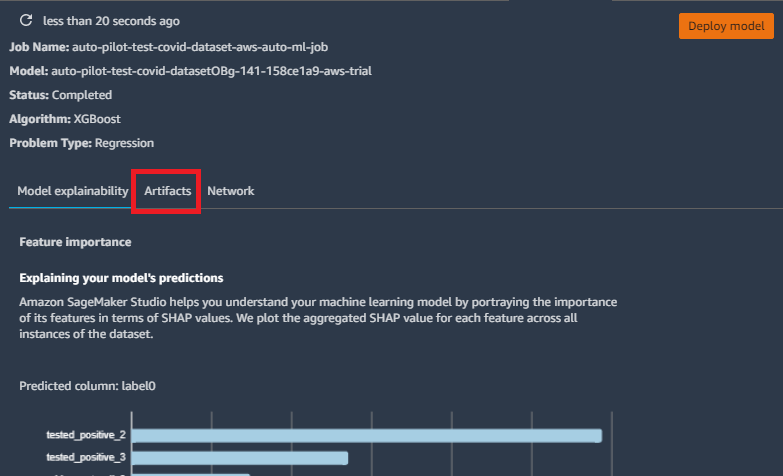 less than 20 seconds ago
Deploy model
Job Name: auto-pilot-test-covid-dataset-aws-auto-ml-job
Model: auto-pilot-test-covid-datasetOBg-141-158ce1a9-aws-trial
Status: Completed
Algorithm: XGBoost
Problem Type: Regression
Model explainability Artifacts Network
Feature importance
Explaining your model's predictions
Amazon SageMaker Studio helps you understand your machine learning model by portraying the importance
of its features in terms of SHAP values. We plot the aggregated SHAP value for each feature across all
instances of the dataset.
Predicted column: label0
tested_positive_2
tested_positive_3